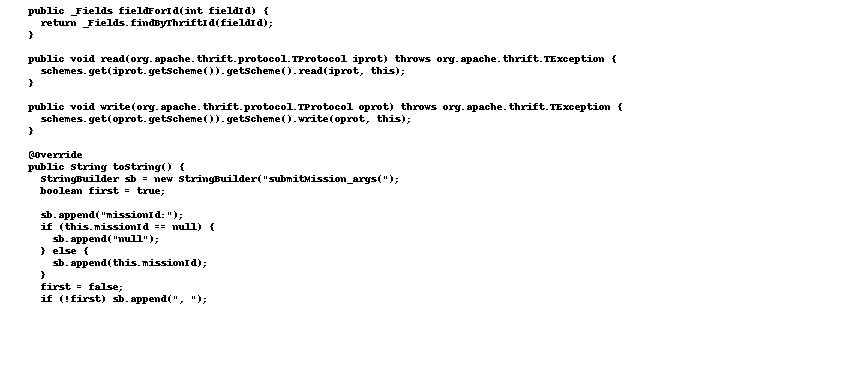 public _Fields fieldForId(int fieldId) {
return _Fields.findByThriftId(fieldId);
}
public void read(org.apache.thrift.protocol.TProtocol iprot) throws org.apache.thrift.TException {
schemes.get(iprot.getScheme()).getScheme().read(iprot, this);
}
public void write(org.apache.thrift.protocol.TProtocol oprot) throws org.apache.thrift.TException {
schemes.get(oprot.getScheme()).getScheme().write(oprot, this);
}
@Override
public String toString() {
StringBuilder sb = new StringBuilder("submitMission_args(");
boolean first = true;
sb.append("missionId:");
if (this.missionId == null) {
sb.append("null");
} else {
sb.append(this.missionId);
}
first = false;
if (!first) sb.append(", ");